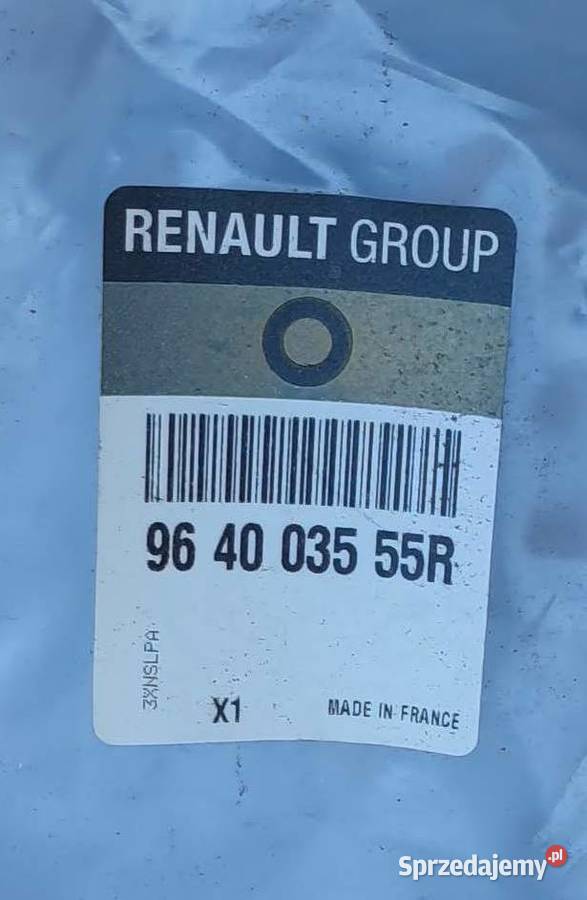 RENAULT GROUP
96 40 035 55R
3XNSLPA
X1
MADE IN FRANCE
Sprzedajemy.pl